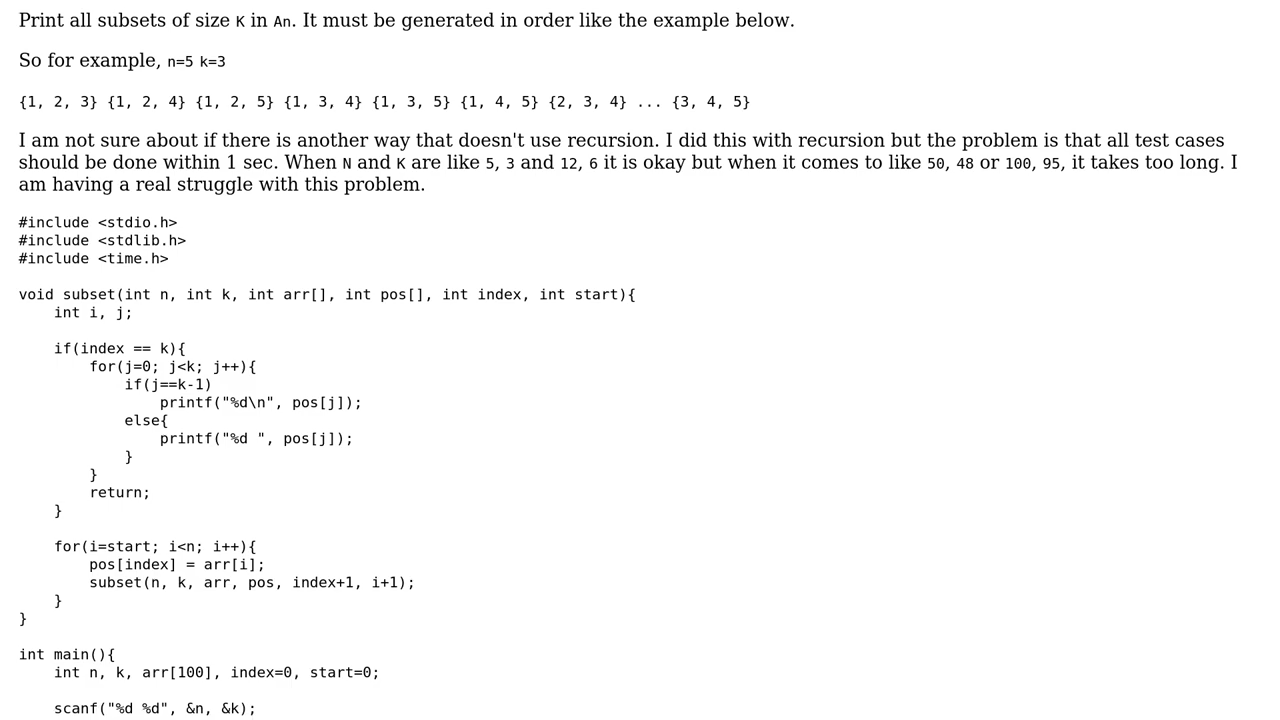 Print all subsets of size K in An. It must be generated in order like the example below.
So for example, n=5 k=3
{1, 2, 3} {1, 2, 4} {1, 2, 5} {1, 3, 4} {1, 3, 5} {1, 4, 5} {2, 3, 4} ... {3, 4, 5}
I am not sure about if there is another way that doesn't use recursion. I did this with recursion but the problem is that all test cases
should be done within 1 sec. When N and K are like 5, 3 and 12, 6 it is okay but when it comes to like 50, 48 or 100, 95, it takes too long. I
am having a real struggle with this problem.
#include <stdio.h>
#include <stdlib.h>
#include <time.h>
void subset(int n, int k, int arr[], int pos[], int index, int start){
    int i, j;
    if(index == k){
        for(j=0; j<k; j++){
            if(j==k-1)
                printf("%d\n", pos[j]);
            else{
                printf("%d ", pos[j]);
            }
        }
        return;
    }
    for(i=start; i<n; i++){
        pos[index] = arr[i];
        subset(n, k, arr, pos, index+1, i+1);
    }
}
int main(){
    int n, k, arr[100], index=0, start=0;
    scanf("%d %d", &n, &k);